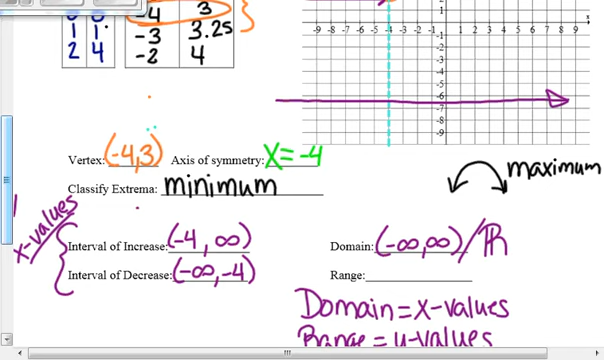 0 0
-4 3
1 1
-3 3.25
2 4
-2 4
1
x
-9 -8 -7 -6 -5 -4 -3 -2 -1 1 2 3 4 5 6 7 8 9
-1
-2
-3
-4
-5
-6
-7
-8
-9
Vertex: (-4,3) Axis of symmetry: X=-4
Classify Extrema: minimum
maximum
x-values
Interval of Increase: (-4, ∞)
Domain: (-∞,∞)/ℝ
Interval of Decrease: (-∞,-4)
Range:
Domain=x-values
Range=y-values